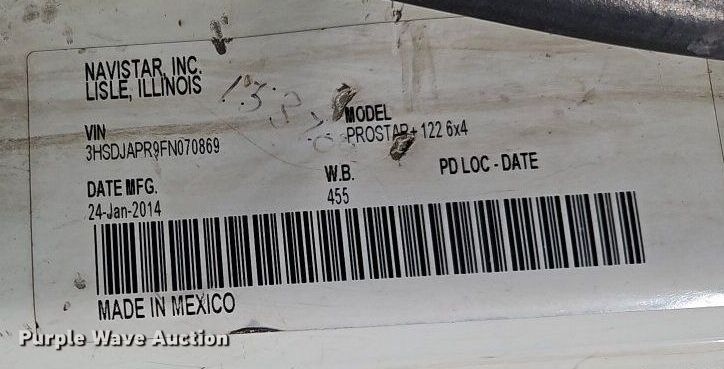 NAVISTAR, INC.
LISLE, ILLINOIS
VIN
3HSDJAPR9FN070869
MODEL
PROSTAR+ 122 6x4
DATE MFG.
24-Jan-2014
W.B.
455
PD LOC - DATE
MADE IN MEXICO
Purple Wave Auction